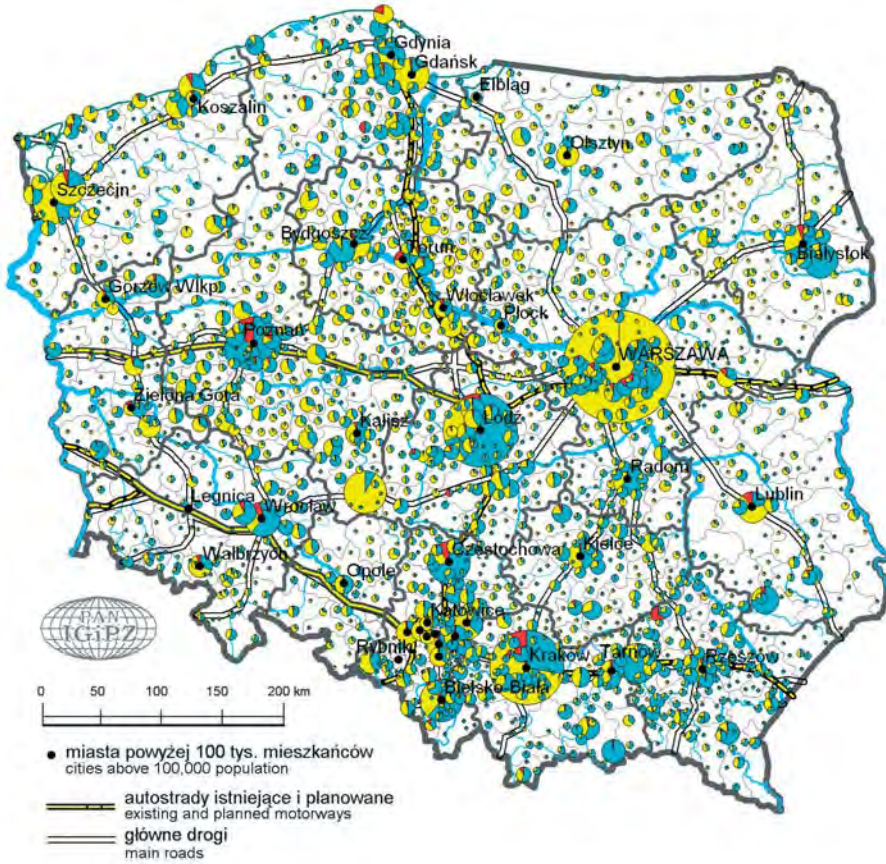 Gdynia
Gdańsk
Elbląg
Koszalin
Olsztyn
Szczecin
Bydgoszcz
Toruń
Białystok
Gorzów Wlkp.
Włocławek
Płock
Poznań
WARSZAWA
Zielona Góra
Kalisz
Łódź
Radom
Legnica
Wrocław
Lublin
Wałbrzych
Częstochowa
Kielce
Opole
PAN
IGiPZ
Katowice
Rybnik
Kraków
Tarnów
Rzeszów
Bielsko-Biała
0 50 100 150 200 km
miasta powyżej 100 tys. mieszkańców
cities above 100,000 population
autostrady istniejące i planowane
existing and planned motorways
główne drogi
main roads